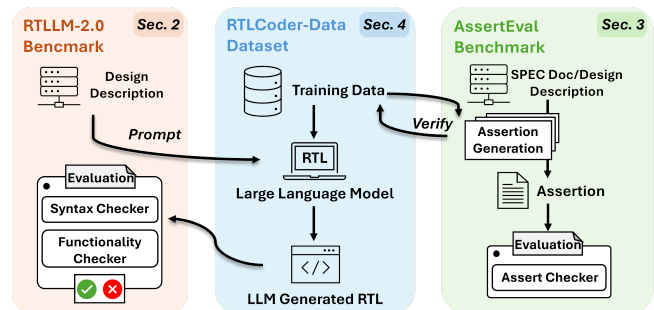 RTLLM-2.0
Bencmark
Sec. 2
Design
Description
Prompt
Evaluation
Syntax Checker
Functionality
Checker
RTLCoder-Data
Dataset
Sec. 4
Training Data
RTL
Large Language Model
</>
LLM Generated RTL
AssertEval
Benchmark
Sec. 3
SPEC Doc/Design
Description
Verify
Assertion
Generation
Assertion
Evaluation
Assert Checker